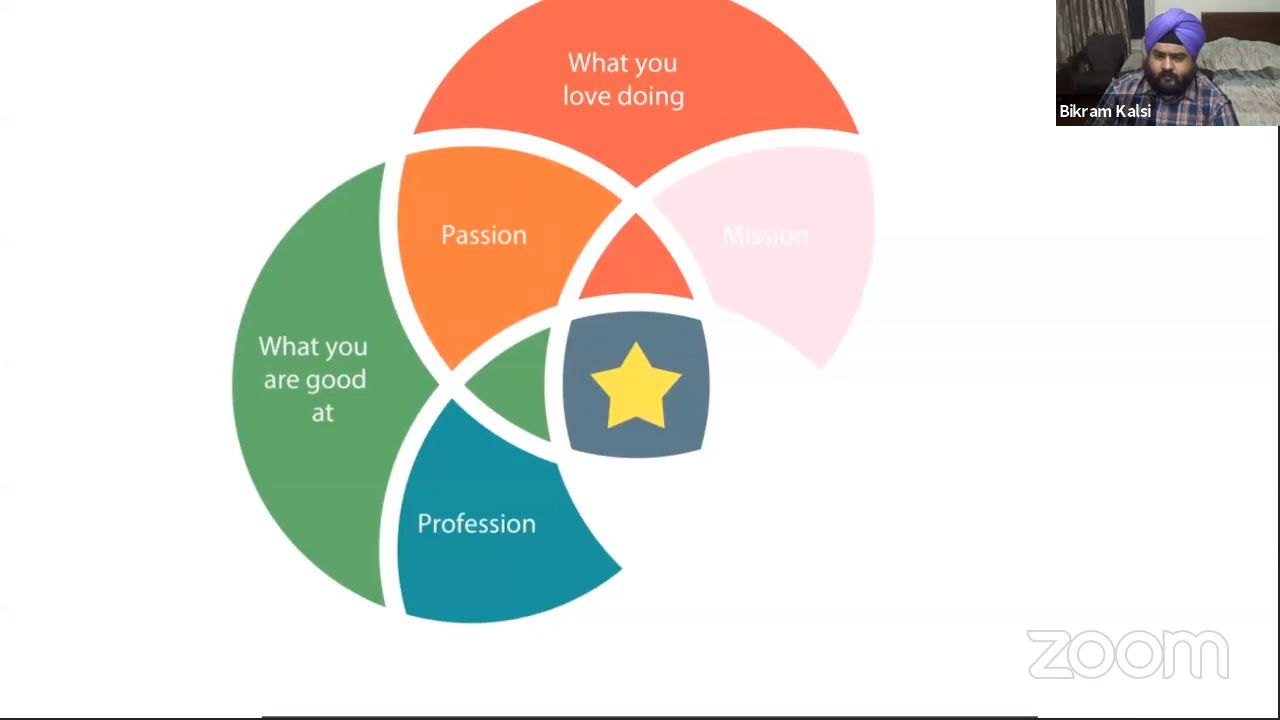 What you
love doing
Bikram Kalsi
Passion
Mission
What you
are good
at
Profession
zoom